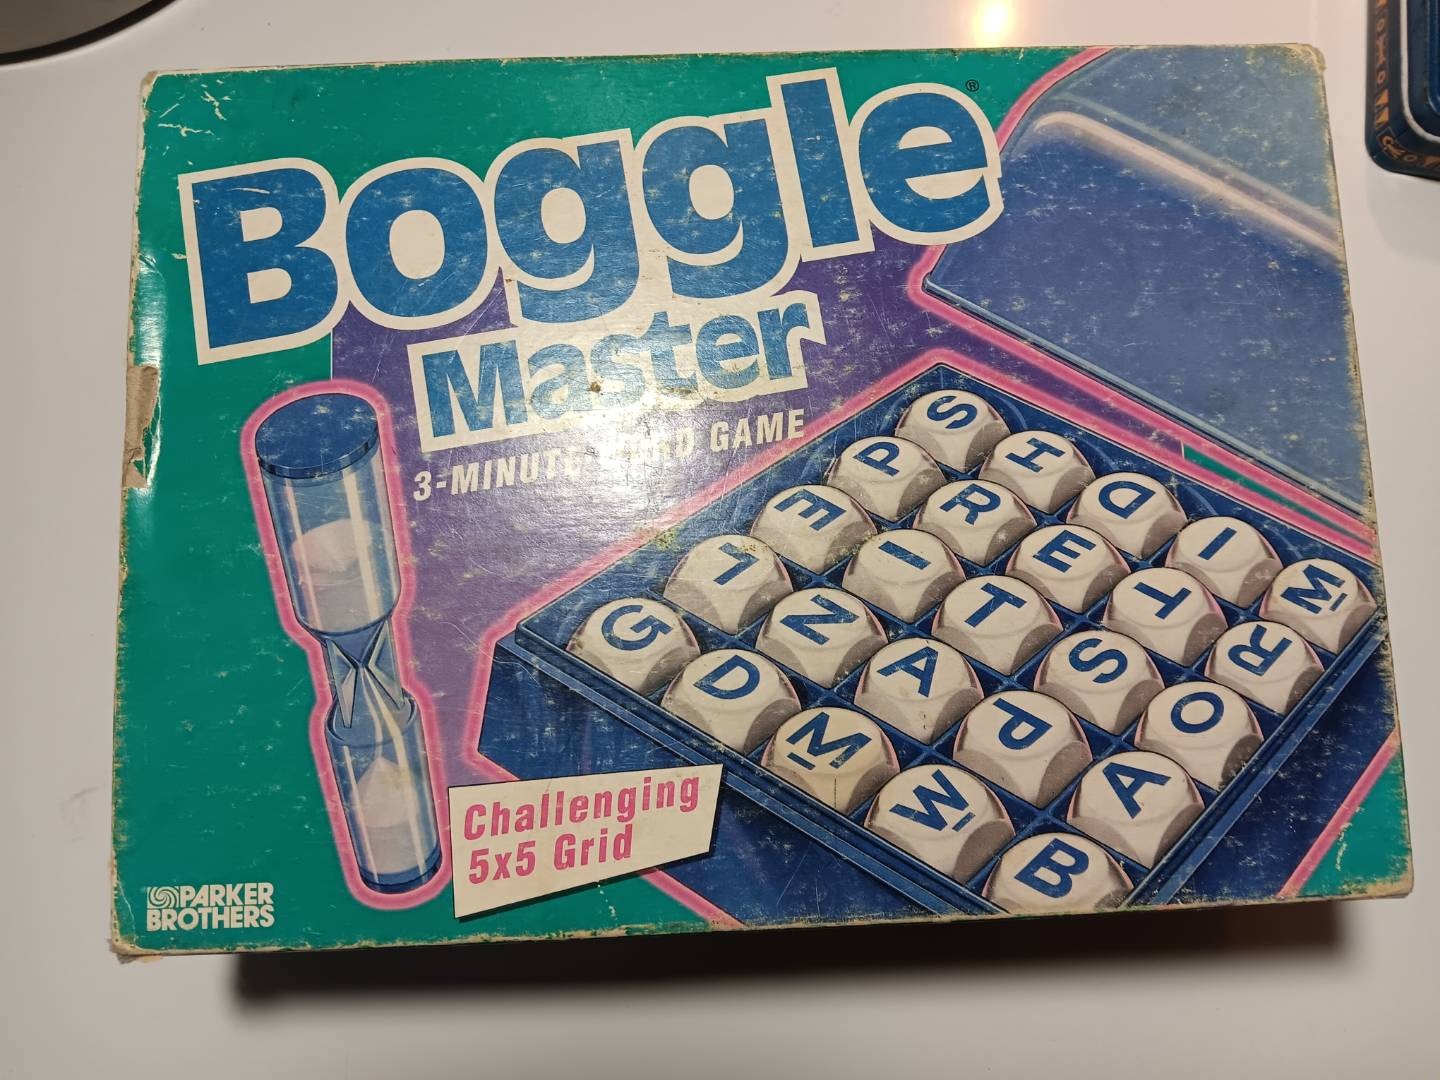 Boggle®
Master
3-MINUTE WORD GAME
S
P H
E R D
L I E I
G N T T M
D A S R
M P O
W A
B
Challenging
5x5 Grid
PARKER
BROTHERS